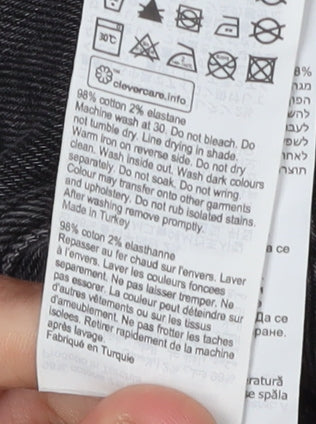 30°C
clevercare.info
98% cotton 2% elastane
Machine wash at 30. Do not bleach. Do
not tumble dry. Line drying in shade.
Warm Iron on reverse side. Do not dry
clean. Wash inside out. Wash dark colours
separately. Do not soak. Do not wring.
Colour may transfer onto other garments
and upholstery. Do not rub isolated stains.
After washing remove promptly.
Made In Turkey
98% coton 2% elasthanne
Repasser au fer chaud sur l'envers. Laver
à l'envers. Laver les couleurs foncees
separement. Ne pas laisser tremper. Ne
pas essorer. La couleur peut déteindre sur
d'autres vêtements ou sur les tissus
d'ameublement. Ne pas frotter les taches
isolees. Retirer rapidement de la machine
après lavage.
Fabriqué en Turquie